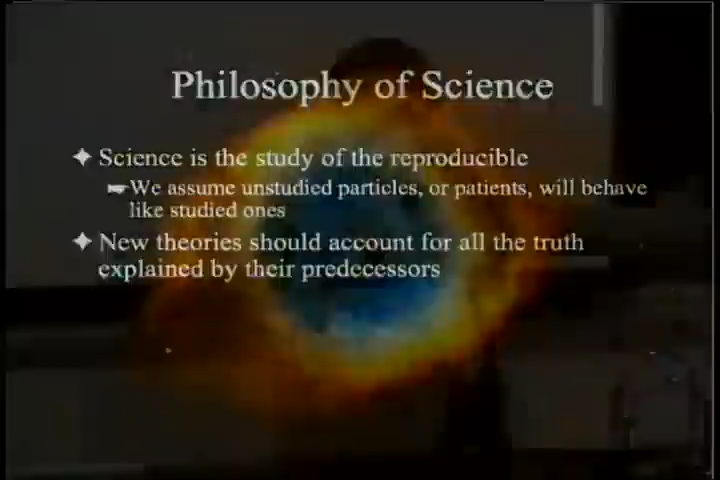 Philosophy of Science
Science is the study of the reproducible
We assume unstudied particles, or patients, will behave
like studied ones
New theories should account for all the truth
explained by their predecessors